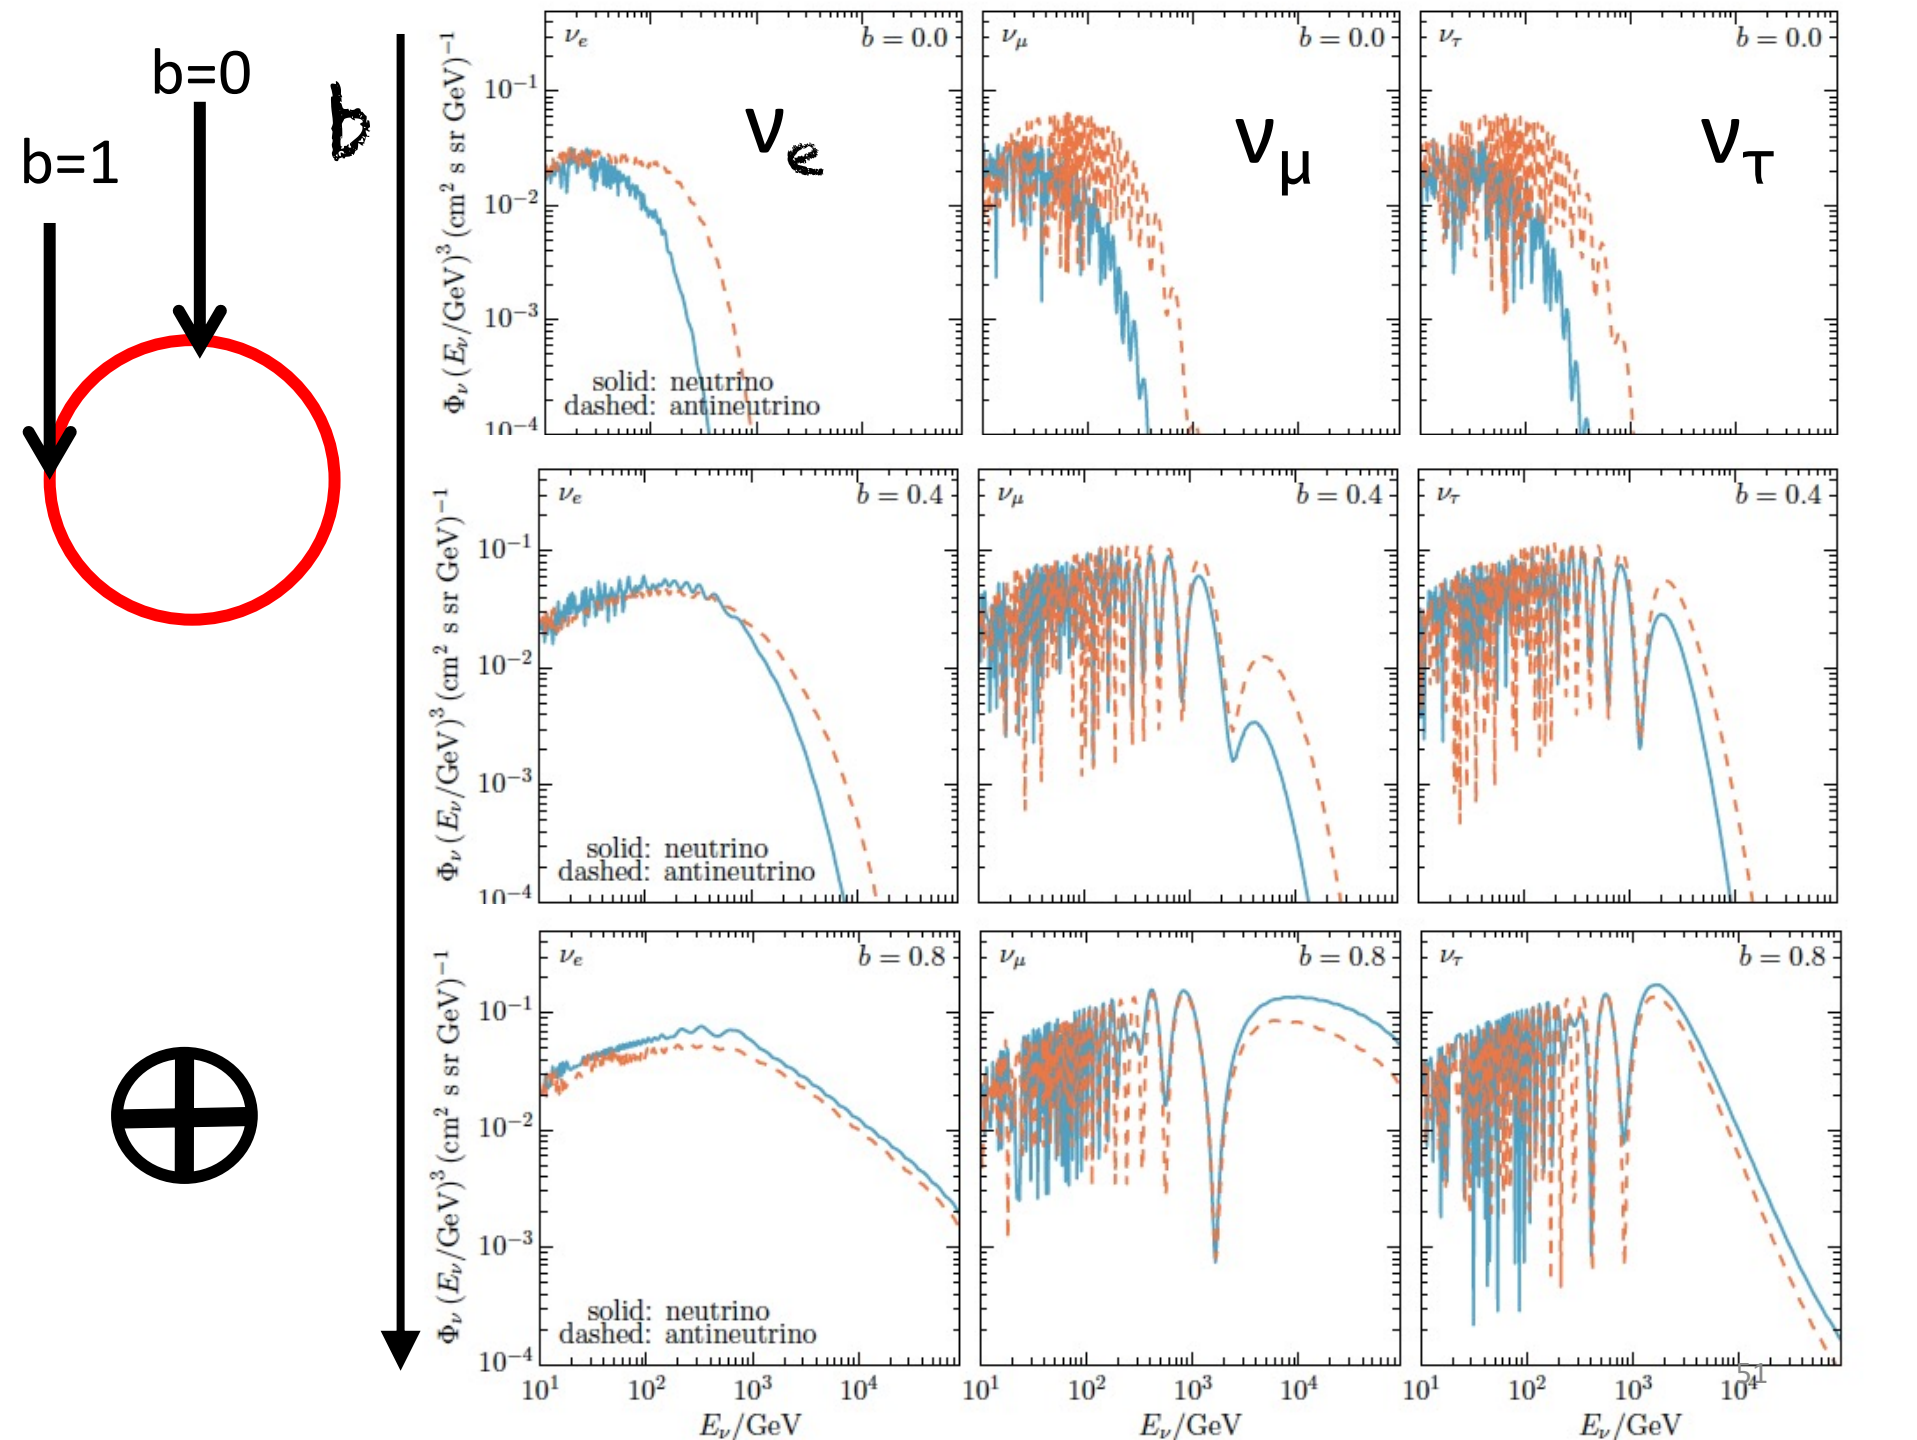 b=0
b=1
b
Φν (Eν/GeV)³ (cm² s sr GeV)⁻¹
10⁻¹
10⁻²
10⁻³
10⁻⁴
νe
b = 0.0
νe
solid: neutrino
dashed: antineutrino
νμ
b = 0.0
νμ
ντ
b = 0.0
ντ
Φν (Eν/GeV)³ (cm² s sr GeV)⁻¹
10⁻¹
10⁻²
10⁻³
10⁻⁴
νe
b = 0.4
solid: neutrino
dashed: antineutrino
νμ
b = 0.4
ντ
b = 0.4
Φν (Eν/GeV)³ (cm² s sr GeV)⁻¹
10⁻¹
10⁻²
10⁻³
10⁻⁴
νe
b = 0.8
solid: neutrino
dashed: antineutrino
νμ
b = 0.8
ντ
b = 0.8
10¹ 10² 10³ 10⁴
Eν/GeV
10¹ 10² 10³ 10⁴
Eν/GeV
10¹ 10² 10³ 10⁴
Eν/GeV
51